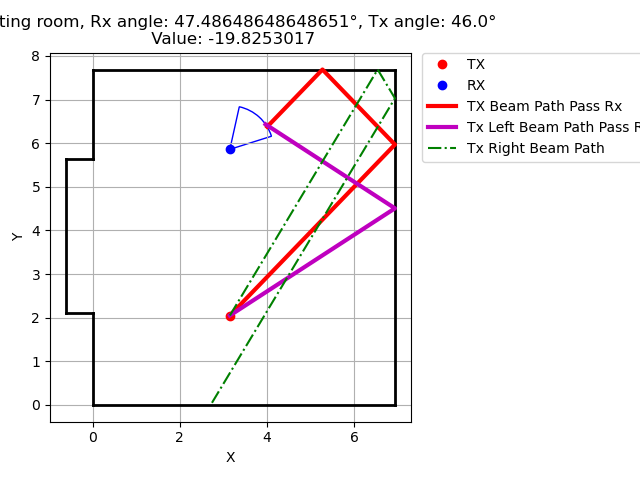 ting room, Rx angle: 47.48648648648651°, Tx angle: 46.0°
Value: -19.8253017
TX
RX
TX Beam Path Pass Rx
Tx Left Beam Path Pass R
Tx Right Beam Path
8
7
6
5
4
3
2
1
0
Y
0 2 4 6
X